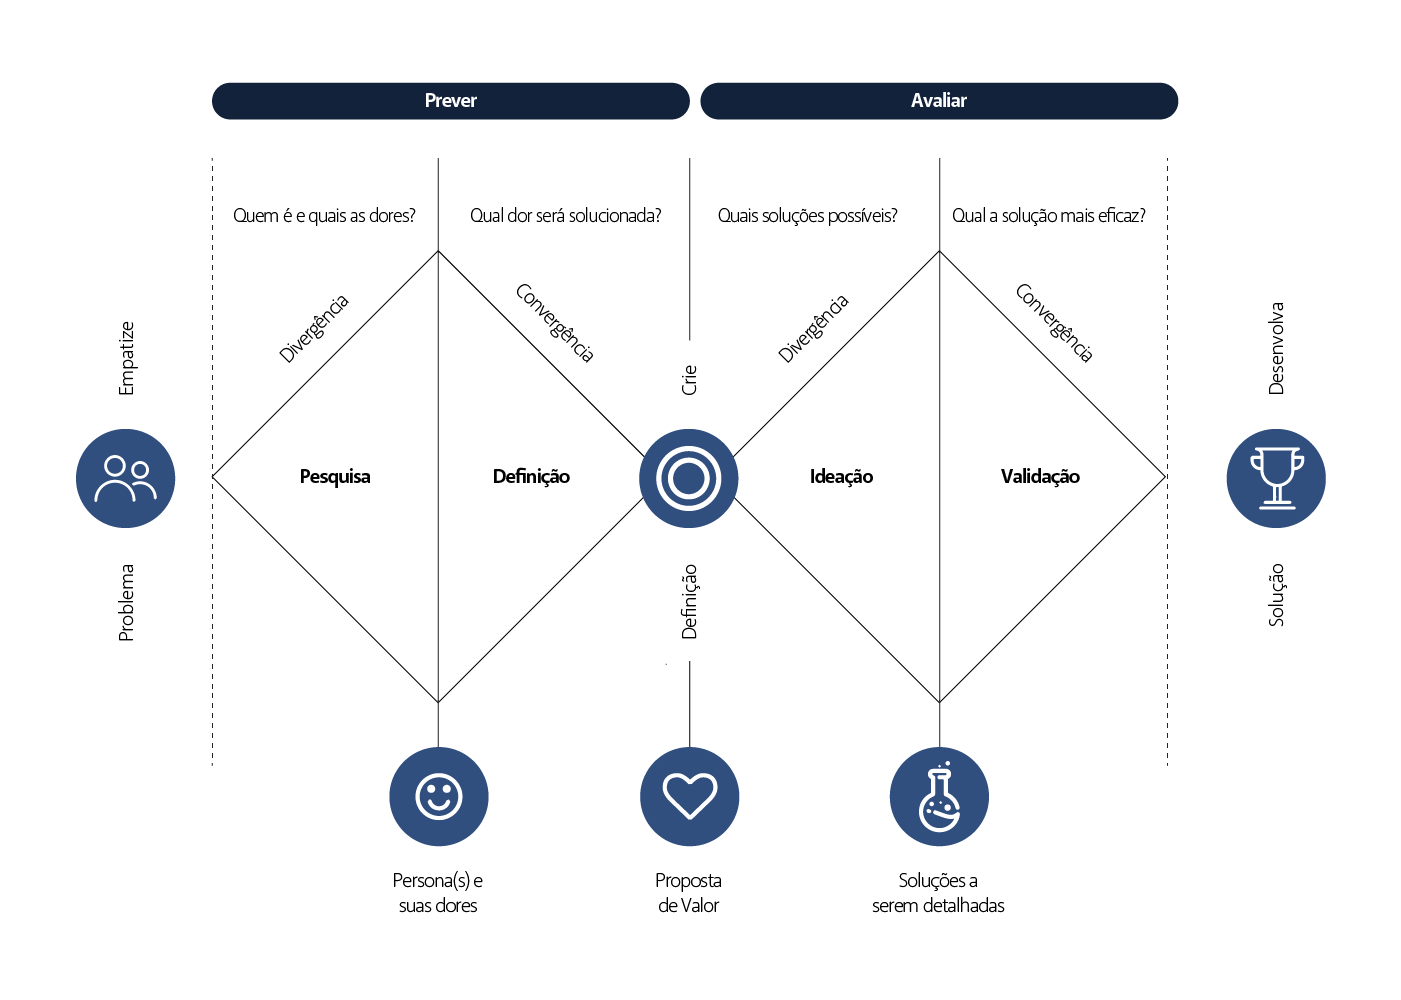 Prever
Avaliar
Quem é e quais as dores?
Qual dor será solucionada?
Quais soluções possíveis?
Qual a solução mais eficaz?
Divergência
Convergência
Divergência
Convergência
Empatize
Crie
Desenvolva
Pesquisa
Definição
Ideação
Validação
Problema
Definição
Solução
Persona(s) e
suas dores
Proposta
de Valor
Soluções a
serem detalhadas